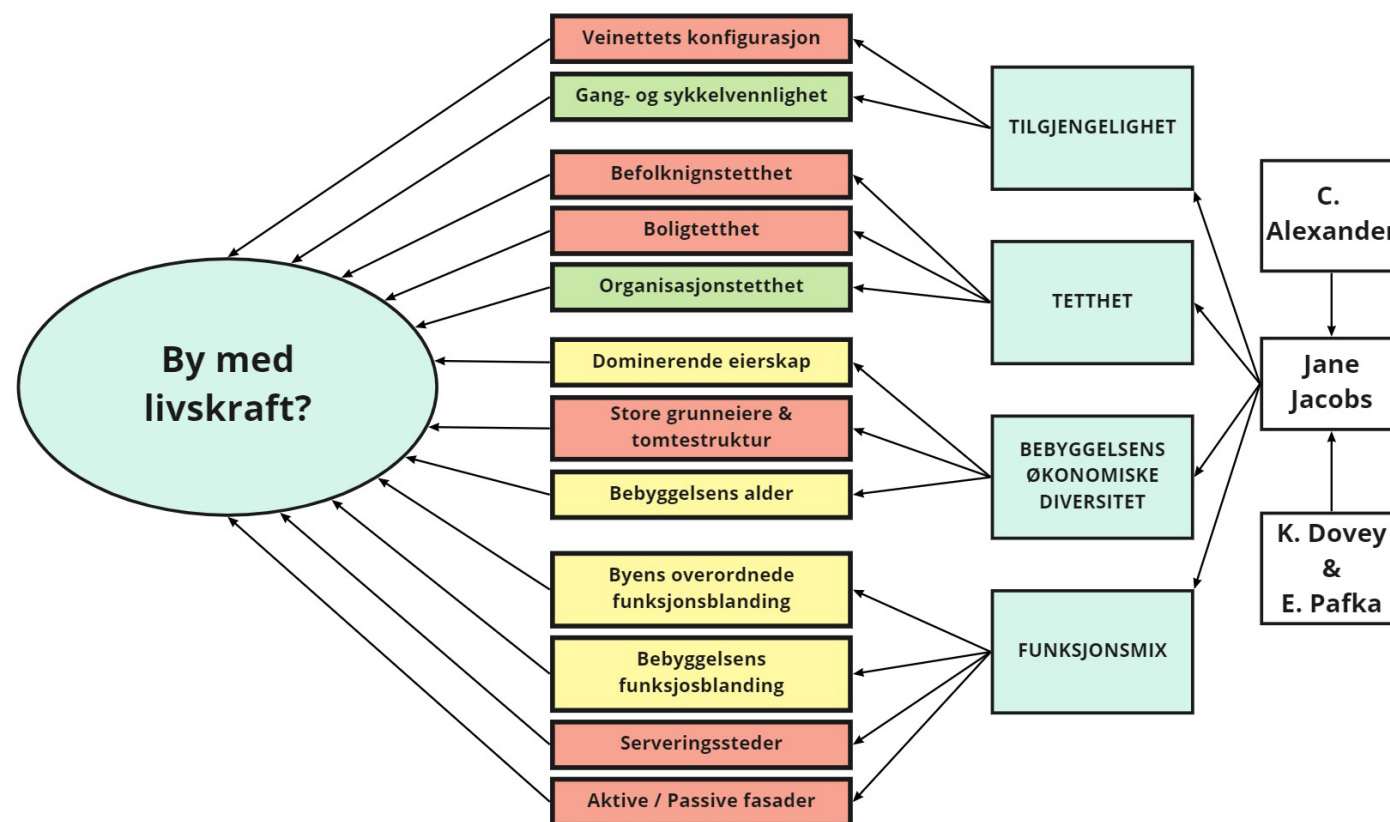 Veinettets konfigurasjon
Gang- og sykkelvennlighet
Befolknignstetthet
Boligtetthet
Organisasjonstetthet
Dominerende eierskap
Store grunneiere &
tomtestruktur
Bebyggelsens alder
Byens overordnede
funksjonsblanding
Bebyggelsens
funksjosblanding
Serveringssteder
Aktive / Passive fasader
By med
livskraft?
TILGJENGELIGHET
TETTHET
BEBYGGELSENS
ØKONOMISKE
DIVERSITET
FUNKSJONSMIX
C.
Alexander
Jane
Jacobs
K. Dovey
&
E. Pafka